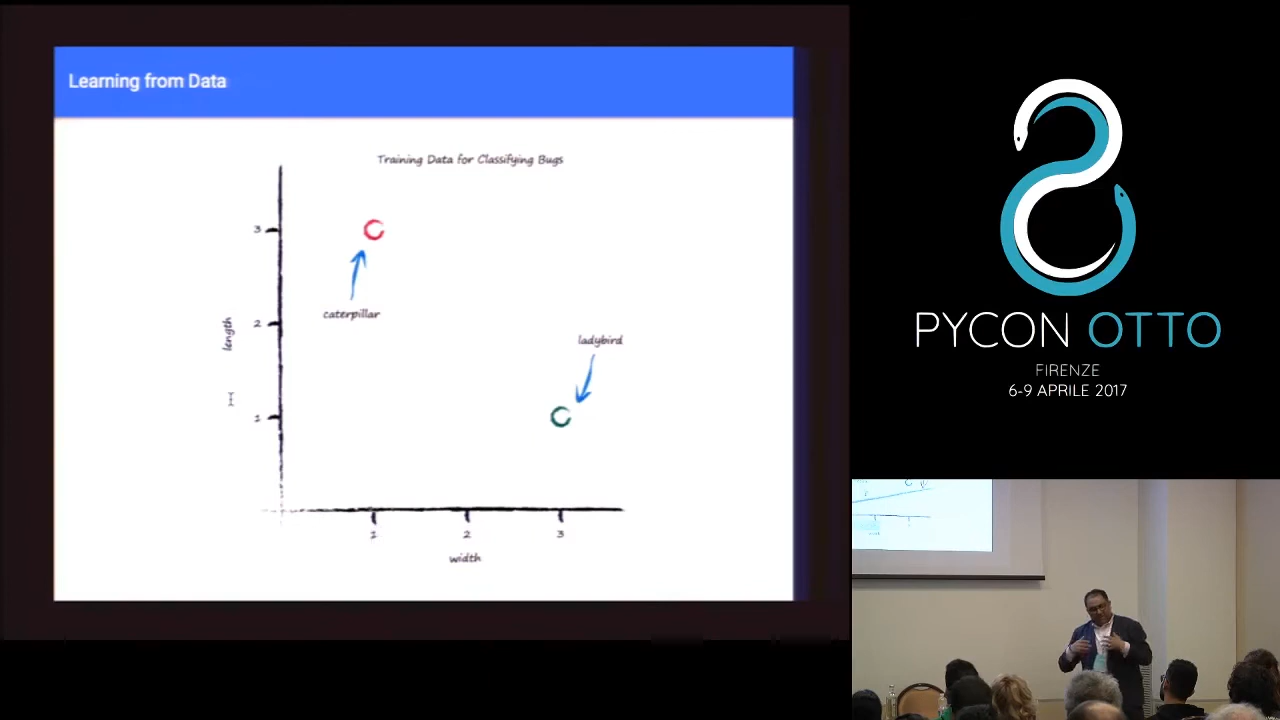 Learning from Data
Training Data for Classifying Bugs
3
caterpillar
2
length
ladybird
1
1
2
3
width
PYCON OTTO
FIRENZE
6-9 APRILE 2017